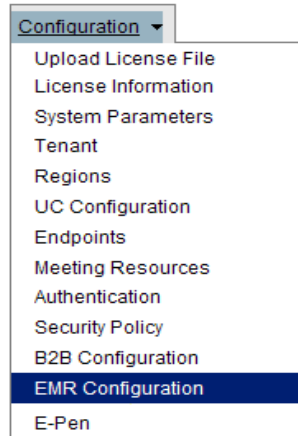 Configuration
Upload License File
License Information
System Parameters
Tenant
Regions
UC Configuration
Endpoints
Meeting Resources
Authentication
Security Policy
B2B Configuration
EMR Configuration
E-Pen